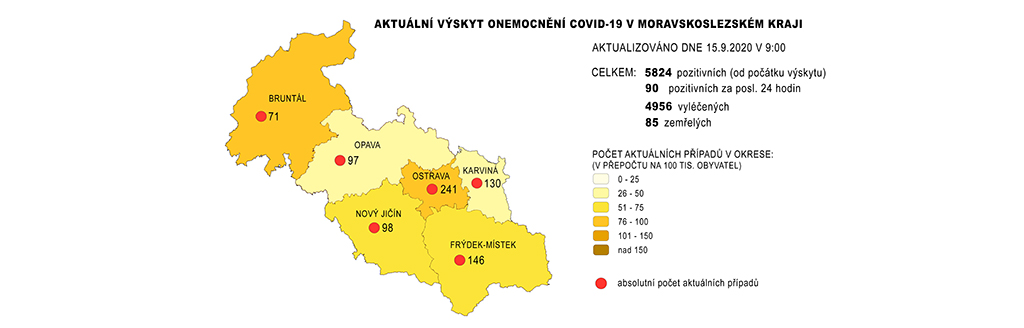 AKTUÁLNÍ VÝSKYT ONEMOCNĚNÍ COVID-19 V MORAVSKOSLEZSKÉM KRAJI
AKTUALIZOVÁNO DNE 15.9.2020 V 9:00
CELKEM: 5824 pozitivních (od počátku výskytu)
90 pozitivních za posl. 24 hodin
4956 vyléčených
85 zemřelých
BRUNTÁL
71
OPAVA
97
OSTRAVA
241
KARVINÁ
130
NOVÝ JIČÍN
98
FRÝDEK-MÍSTEK
146
POČET AKTUÁLNÍCH PŘÍPADŮ V OKRESE:
(V PŘEPOČTU NA 100 TIS. OBYVATEL)
0 - 25
26 - 50
51 - 75
76 - 100
101 - 150
nad 150
absolutní počet aktuálních případů